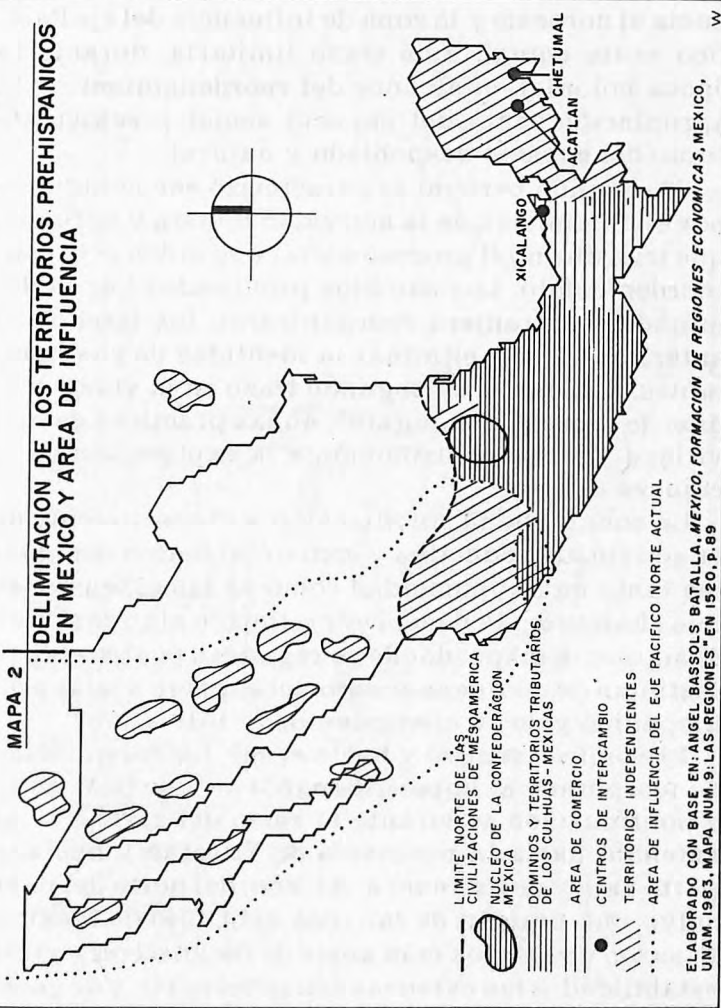 MAPA 2
DELIMITACION DE LOS TERRITORIOS PREHISPANICOS
EN MEXICO Y AREA DE INFLUENCIA
XICALANGO
ACATLAN
CHETUMAL
LIMITE NORTE DE LAS
CIVILIZACIONES DE MESOAMERICA
NUCLEO DE LA CONFEDERACION
MEXICA
DOMINIOS-TERRITORIOS TRIBUTARIOS,
DE LOS CULHUAS-MEXICAS
AREA DE COMERCIO
CENTRO PUCHTECANHO
TERRITORIOS INDEPENDIENTES
AREA DE INFLUENCIA DEL EJE PACIFICO NORTE ACTUAL
ELABORADO CON BASE EN: ANGEL BASSOLS BATALLA. MEXICO, FORMACION DE REGIONES ECONOMICAS, MEXICO,
UNAM, 1983. MAPA NUM. 9: LAS REGIONES" EN 1520, P. 89